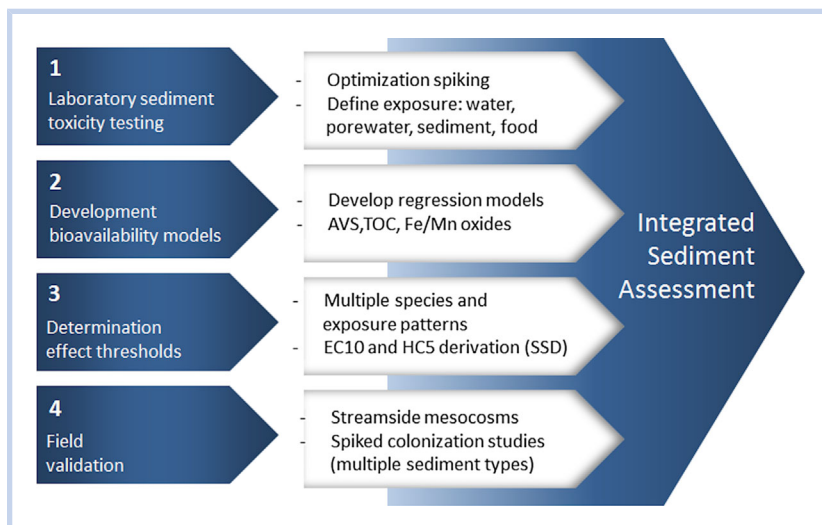 1
Laboratory sediment
toxicity testing
- Optimization spiking
- Define exposure: water,
porewater, sediment, food
2
Development
bioavailability models
- Develop regression models
- AVS,TOC, Fe/Mn oxides
3
Determination
effect thresholds
- Multiple species and
exposure patterns
- EC10 and HC5 derivation (SSD)
4
Field
validation
- Streamside mesocosms
- Spiked colonization studies
(multiple sediment types)
Integrated
Sediment
Assessment